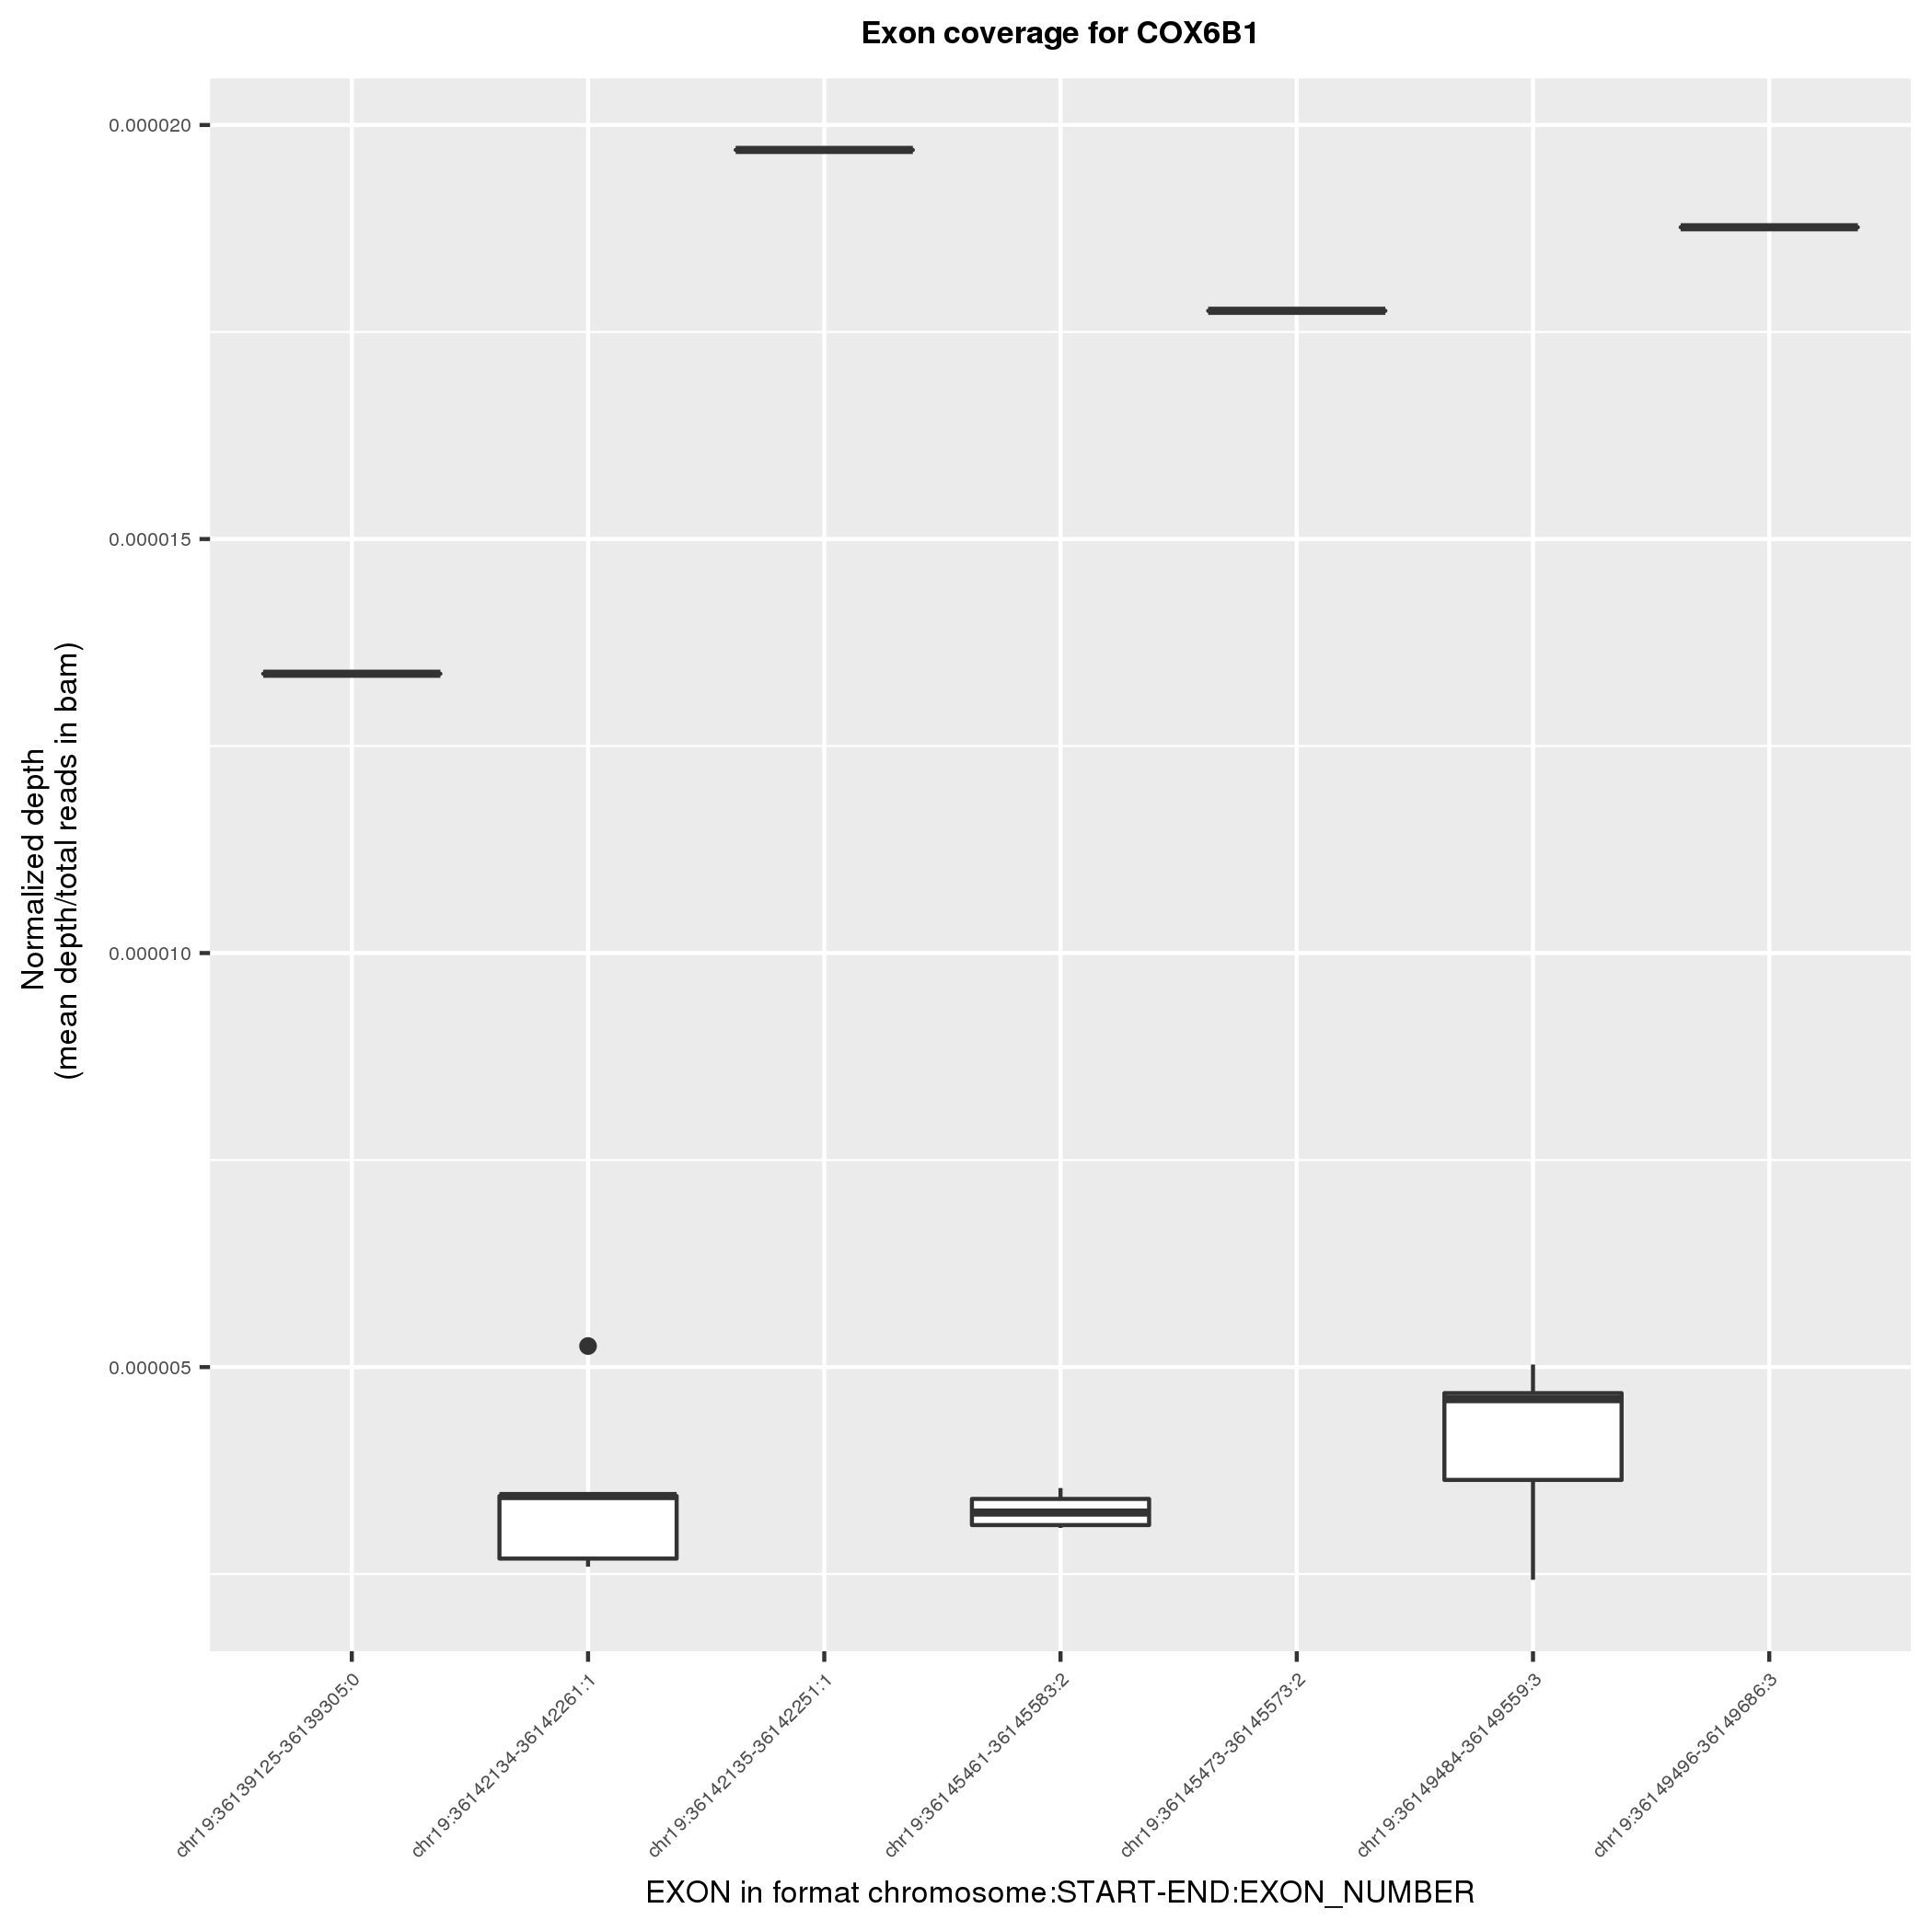 Exon coverage for COX6B1
Normalized depth
(mean depth/total reads in bam)
0.000020
0.000015
0.000010
0.000005
chr19:36139125-36139305:0
chr19:36142134-36142261:1
chr19:36142135-36142251:1
chr19:36145461-36145583:2
chr19:36145473-36145573:2
chr19:36149484-36149559:3
chr19:36149496-36149686:3
EXON in format chromosome:START-END:EXON_NUMBER